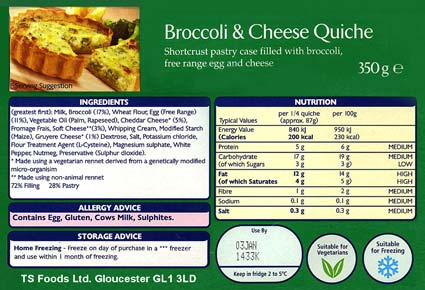 Broccoli & Cheese Quiche
Shortcrust pastry case filled with broccoli,
free range egg and cheese
350g e
Serving Suggestion
INGREDIENTS
(greatest first): Milk, Broccoli (17%), Wheat Flour, Egg (Free Range)
(11%), Vegetable Oil (Palm, Rapeseed), Cheddar Cheese* (5%),
Fromage Frais, Soft Cheese**(3%), Whipping Cream, Modified Starch
(Maize), Gruyere Cheese* (1%) Dextrose, Salt, Potassium chloride,
Flour Treatment Agent (L-Cysteine), Magnesium sulphate, White
Pepper, Nutmeg, Preservative (Sulphur dioxide).
* Made using a vegetarian rennet derived from a genetically modified
micro-organisim
** Made using non-animal rennet
72% Filling 28% Pastry
ALLERGY ADVICE
Contains Egg, Gluten, Cows Milk, Sulphites.
STORAGE ADVICE
Home Freezing - Freeze on day of purchase in a *** freezer
and use within 1 month of freezing.
TS Foods Ltd. Gloucester GL1 3LD
NUTRITION
Typical Values per 1/4 quiche (approx. 87g) per 100g
Energy Value 840 kJ 950 kJ
(Calories 200 kcal 230 kcal) MEDIUM
Protein 5 g 6 g MEDIUM
Carbohydrate 17 g 19 g MEDIUM
(of which Sugars 3 g 3 g) LOW
Fat 12 g 14 g HIGH
(of which Saturates 4 g 5 g) HIGH
Fibre 1 g 2 g MEDIUM
Sodium 0.1 g 0.1 g MEDIUM
Salt 0.3 g 0.3 g MEDIUM
Use By
03JAN
1433K
Keep in fridge 2 to 5°C
Suitable for
Vegetarians
Suitable for
Freezing